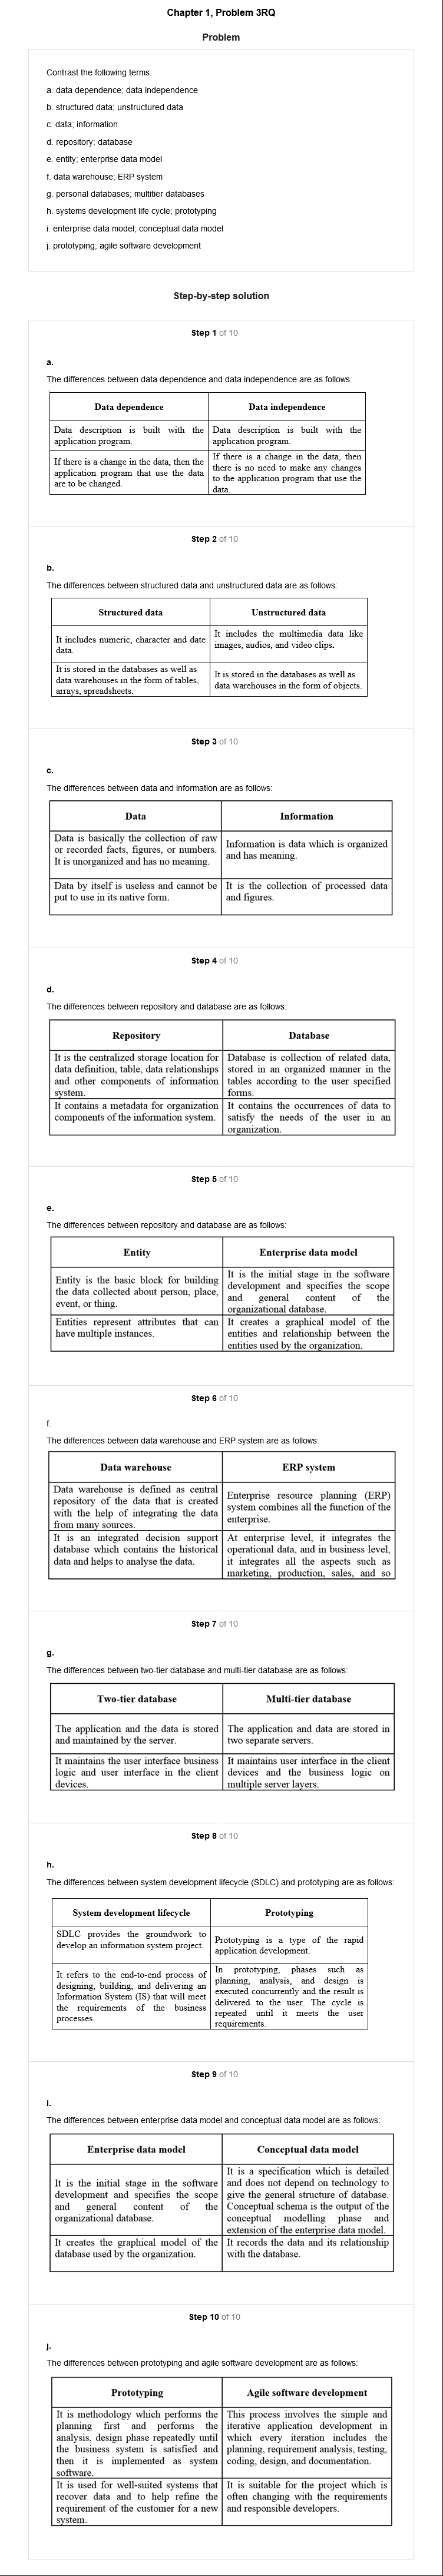 Chapter 1, Problem 3RQ
Problem
Contrast the following terms:
a. data dependence; data independence
b. structured data; unstructured data
c. data; information
d. repository; database
e. entity; enterprise data model
f. data warehouse; ERP system
g. personal databases; multitier databases
h. systems development life cycle; prototyping
i. enterprise data model; conceptual data model
j. prototyping; agile software development
Step-by-step solution
Step 1 of 10
a.
The differences between data dependence and data independence are as follows:
Data dependence
Data independence
Data description is built with the
application program.
Data description is built with the
application program.
If there is a change in the data, then the
application program that use the data
are to be changed.
If there is a change in the data, then
there is no need to make any changes
to the application program that use the
data.
Step 2 of 10
b.
The differences between structured data and unstructured data are as follows:
Structured data
Unstructured data
It includes numeric, character and date
data.
It includes the multimedia data like
images, audios, and video clips.
It is stored in the databases as well as
data warehouses in the form of tables,
arrays, spreadsheets.
It is stored in the databases as well as
data warehouses in the form of objects.
Step 3 of 10
c.
The differences between data and information are as follows:
Data
Information
Data is basically the collection of raw
or recorded facts, figures, or numbers.
It is unorganized and has no meaning.
Information is data which is organized
and has meaning.
Data by itself is useless and cannot be
put to use in its native form.
It is the collection of processed data
and figures.
Step 4 of 10
d.
The differences between repository and database are as follows:
Repository
Database
It is the centralized storage location for
data definition, table, data relationships
and other components of information
system.
Database is collection of related data,
stored in an organized manner in the
tables according to the user specified
forms.
It contains a metadata for organization
components of the information system.
It contains the occurrences of data to
satisfy the needs of the user in an
organization.
Step 5 of 10
e.
The differences between repository and database are as follows:
Entity
Enterprise data model
Entity is the basic block for building
the data collected about person, place,
event, or thing.
It is the initial stage in the software
development and specifies the scope
and general content of the
organizational database.
Entities represent attributes that can
have multiple instances.
It creates a graphical model of the
entities and relationship between the
entities used by the organization.
Step 6 of 10
f.
The differences between data warehouse and ERP system are as follows:
Data warehouse
ERP system
Data warehouse is defined as central
repository of the data that is created
with the help of integrating the data
from many sources.
Enterprise resource planning (ERP)
system combines all the function of the
enterprise.
It is an integrated decision support
database which contains the historical
data and helps to analyse the data.
At enterprise level, it integrates the
operational data, and in business level,
it integrates all the aspects such as
marketing, production, sales, and so
Step 7 of 10
g.
The differences between two-tier database and multi-tier database are as follows:
Two-tier database
Multi-tier database
The application and the data is stored
and maintained by the server.
The application and data are stored in
two separate servers.
It maintains the user interface business
logic and user interface in the client
devices.
It maintains user interface in the client
devices and the business logic on
multiple server layers.
Step 8 of 10
h.
The differences between system development lifecycle (SDLC) and prototyping are as follows:
System development lifecycle
Prototyping
SDLC provides the groundwork to
develop an information system project.
Prototyping is a type of the rapid
application development.
It refers to the end-to-end process of
designing, building, and delivering an
Information System (IS) that will meet
the requirements of the business
processes.
In prototyping, phases such as
planning, analysis, and design is
executed concurrently and the result is
delivered to the user. The cycle is
repeated until it meets the user
requirements.
Step 9 of 10
i.
The differences between enterprise data model and conceptual data model are as follows:
Enterprise data model
Conceptual data model
It is the initial stage in the software
development and specifies the scope
and general content of the
organizational database.
It is a specification which is detailed
and does not depend on technology to
give the general structure of database.
Conceptual schema is the output of the
conceptual modelling phase and
extension of the enterprise data model.
It creates the graphical model of the
database used by the organization.
It records the data and its relationship
with the database.
Step 10 of 10
j.
The differences between prototyping and agile software development are as follows:
Prototyping
Agile software development
It is methodology which performs the
planning first and performs the
analysis, design phase repeatedly until
the business system is satisfied and
then it is implemented as system
software.
This process involves the simple and
iterative application development in
which every iteration includes the
planning, requirement analysis, testing,
coding, design, and documentation.
It is used for well-suited systems that
recover data and to help refine the
requirement of the customer for a new
system.
It is suitable for the project which is
often changing with the requirements
and responsible developers.